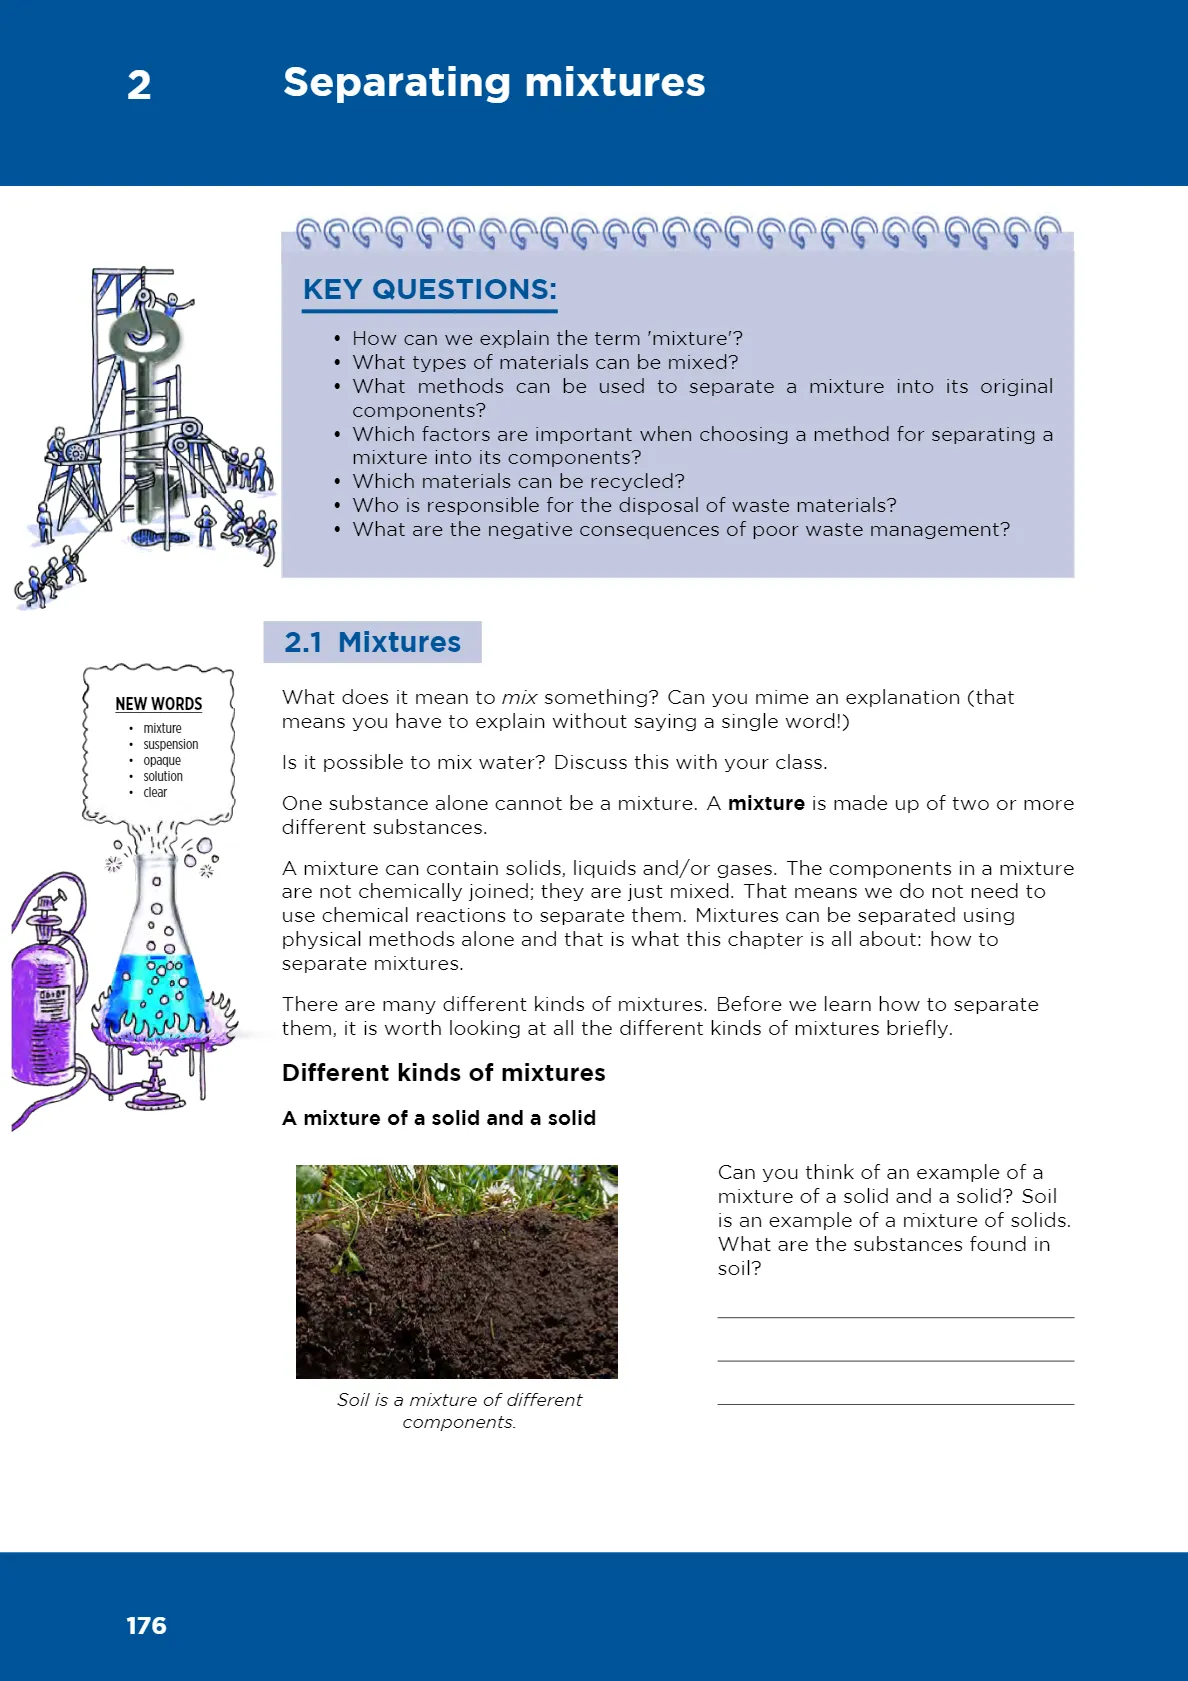 2 Separating mixtures
KEY QUESTIONS:
• How can we explain the term 'mixture'?
• What types of materials can be mixed?
• What methods can be used to separate a mixture into its original
components?
• Which factors are important when choosing a method for separating a
mixture into its components?
• Which materials can be recycled?
• Who is responsible for the disposal of waste materials?
• What are the negative consequences of poor waste management?
2.1 Mixtures
NEW WORDS
• mixture
• suspension
• opaque
• solution
• clear
What does it mean to mix something? Can you mime an explanation (that
means you have to explain without saying a single word!)
Is it possible to mix water? Discuss this with your class.
One substance alone cannot be a mixture. A mixture is made up of two or more
different substances.
A mixture can contain solids, liquids and/or gases. The components in a mixture
are not chemically joined; they are just mixed. That means we do not need to
use chemical reactions to separate them. Mixtures can be separated using
physical methods alone and that is what this chapter is all about: how to
separate mixtures.
There are many different kinds of mixtures. Before we learn how to separate
them, it is worth looking at all the different kinds of mixtures briefly.
Different kinds of mixtures
A mixture of a solid and a solid
Soil is a mixture of different
components.
Can you think of an example of a
mixture of a solid and a solid? Soil
is an example of a mixture of solids.
What are the substances found in
soil?
176